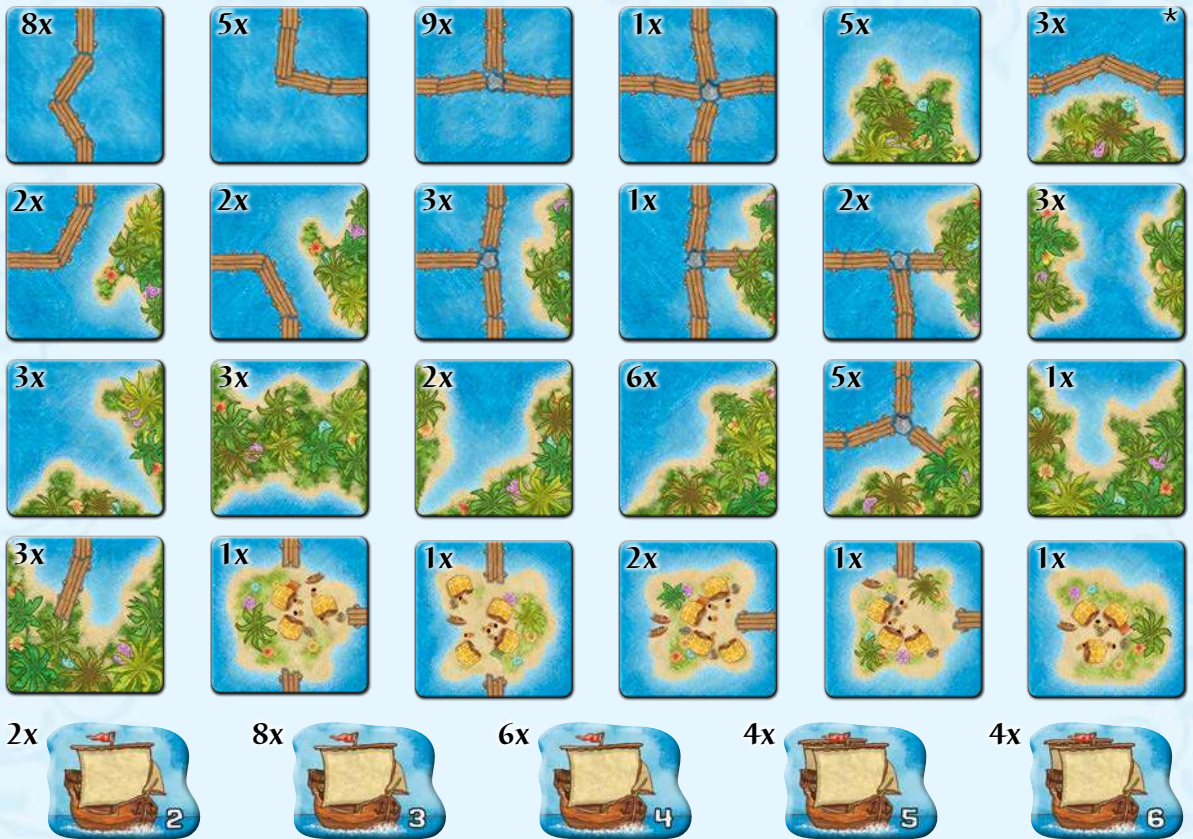 8x 5x 9x 1x 5x 3x *
2x 2x 3x 1x 2x 3x
3x 3x 2x 6x 5x 1x
3x 1x 1x 2x 1x 1x
2x 8x 6x 4x 4x
2 3 4 5 6